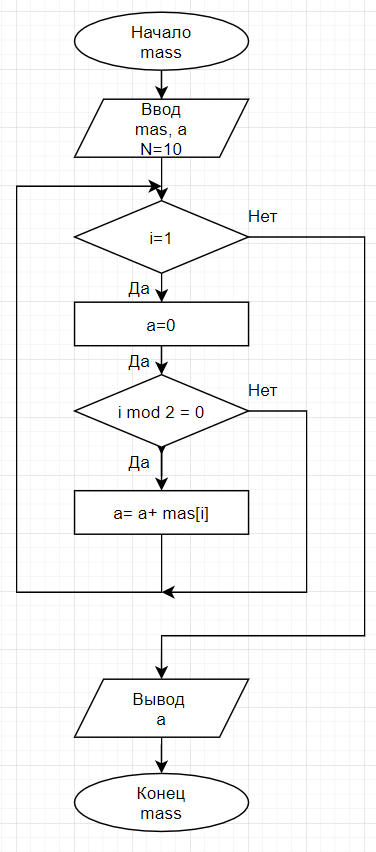 Начало
mass
Ввод
mas, a
N=10
i=1
Нет
Да
a=0
Да
i mod 2 = 0
Нет
Да
a= a+ mas[i]
Вывод
a
Конец
mass